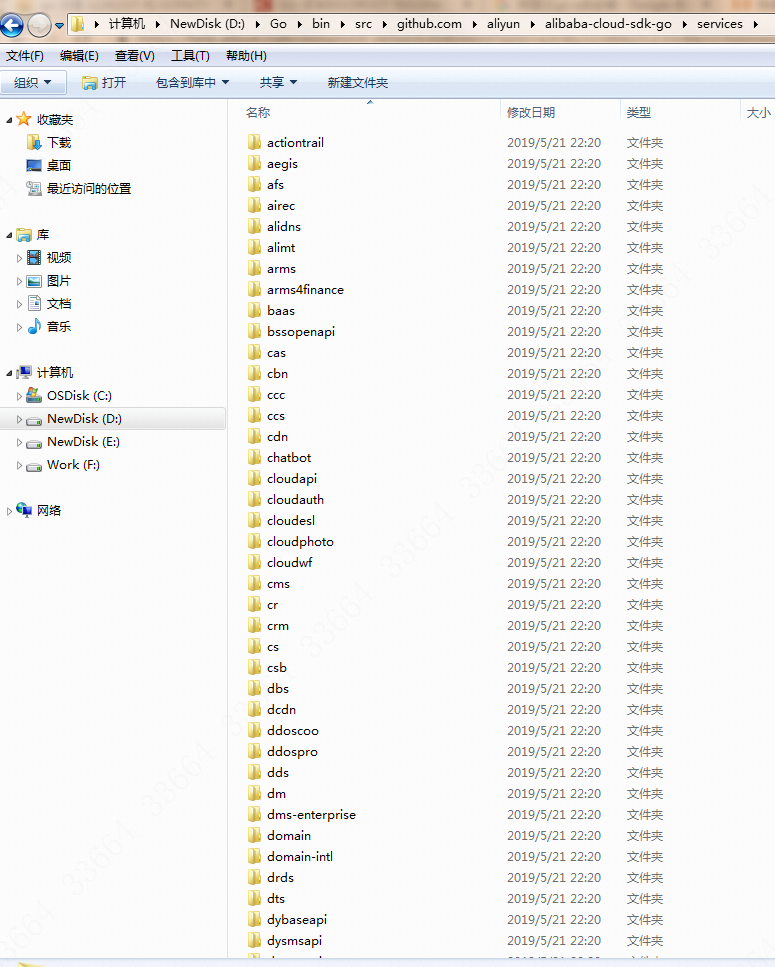 计算机 NewDisk (D:) Go bin src github.com aliyun alibaba-cloud-sdk-go services
文件(F) 编辑(E) 查看(V) 工具(T) 帮助(H)
组织 打开 包含到库中 共享 新建文件夹
收藏夹
下载
桌面
最近访问的位置
库
视频
图片
文档
音乐
计算机
OSDisk (C:)
NewDisk (D:)
NewDisk (E:)
Work (F:)
网络
名称 修改日期 类型 大小
actiontrail 2019/5/21 22:20 文件夹
aegis 2019/5/21 22:20 文件夹
afs 2019/5/21 22:20 文件夹
airec 2019/5/21 22:20 文件夹
alidns 2019/5/21 22:20 文件夹
alimt 2019/5/21 22:20 文件夹
arms 2019/5/21 22:20 文件夹
arms4finance 2019/5/21 22:20 文件夹
baas 2019/5/21 22:20 文件夹
bssopenapi 2019/5/21 22:20 文件夹
cas 2019/5/21 22:20 文件夹
cbn 2019/5/21 22:20 文件夹
ccc 2019/5/21 22:20 文件夹
ccs 2019/5/21 22:20 文件夹
cdn 2019/5/21 22:20 文件夹
chatbot 2019/5/21 22:20 文件夹
cloudapi 2019/5/21 22:20 文件夹
cloudauth 2019/5/21 22:20 文件夹
cloudesl 2019/5/21 22:20 文件夹
cloudphoto 2019/5/21 22:20 文件夹
cloudwf 2019/5/21 22:20 文件夹
cms 2019/5/21 22:20 文件夹
cr 2019/5/21 22:20 文件夹
crm 2019/5/21 22:20 文件夹
cs 2019/5/21 22:20 文件夹
csb 2019/5/21 22:20 文件夹
dbs 2019/5/21 22:20 文件夹
dcdn 2019/5/21 22:20 文件夹
ddoscoo 2019/5/21 22:20 文件夹
ddospro 2019/5/21 22:20 文件夹
dds 2019/5/21 22:20 文件夹
dm 2019/5/21 22:20 文件夹
dms-enterprise 2019/5/21 22:20 文件夹
domain 2019/5/21 22:20 文件夹
domain-intl 2019/5/21 22:20 文件夹
drds 2019/5/21 22:20 文件夹
dts 2019/5/21 22:20 文件夹
dybaseapi 2019/5/21 22:20 文件夹
dysmsapi 2019/5/21 22:20 文件夹